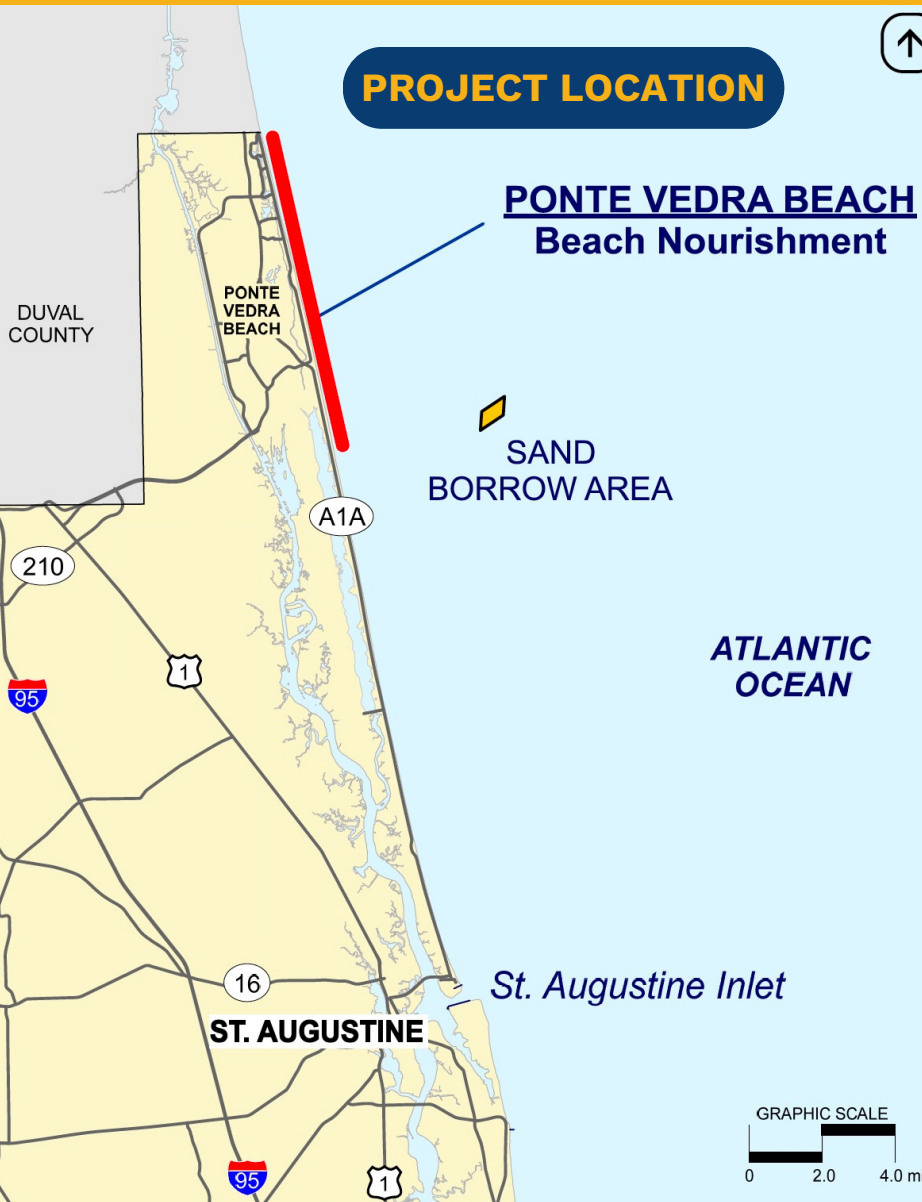 PROJECT LOCATION
PONTE VEDRA BEACH
Beach Nourishment
DUVAL
COUNTY
PONTE
VEDRA
BEACH
SAND
BORROW AREA
A1A
210
1
95
ATLANTIC
OCEAN
16
St. Augustine Inlet
ST. AUGUSTINE
GRAPHIC SCALE
0 2.0 4.0 m
95
1